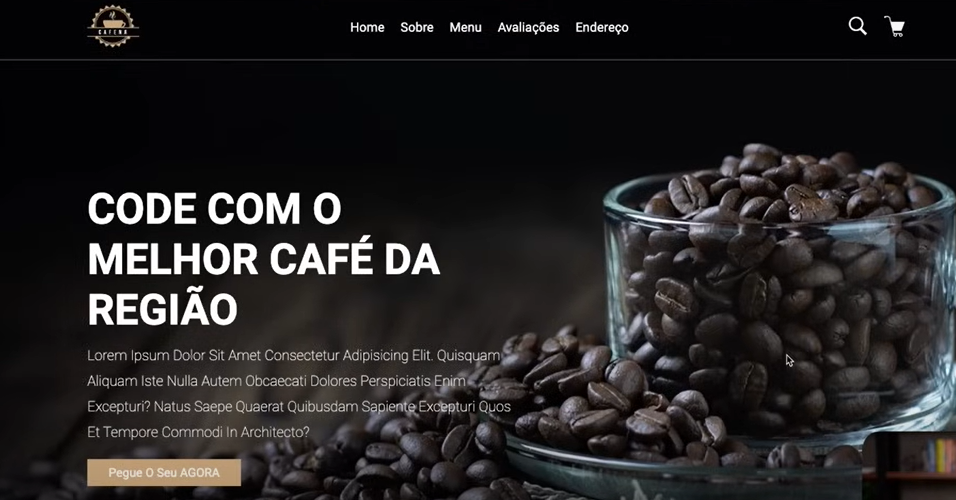 CAFENA
Home Sobre Menu Avaliações Endereço
CODE COM O
MELHOR CAFÉ DA
REGIÃO
Lorem Ipsum Dolor Sit Amet Consectetur Adipisicing Elit. Quisquam
Aliquam Iste Nulla Autem Obcaecati Dolores Perspiciatis Enim
Excepturi? Natus Saepe Quaerat Quibusdam Sapiente Excepturi Quos
Et Tempore Commodi In Architecto?
Pegue O Seu AGORA